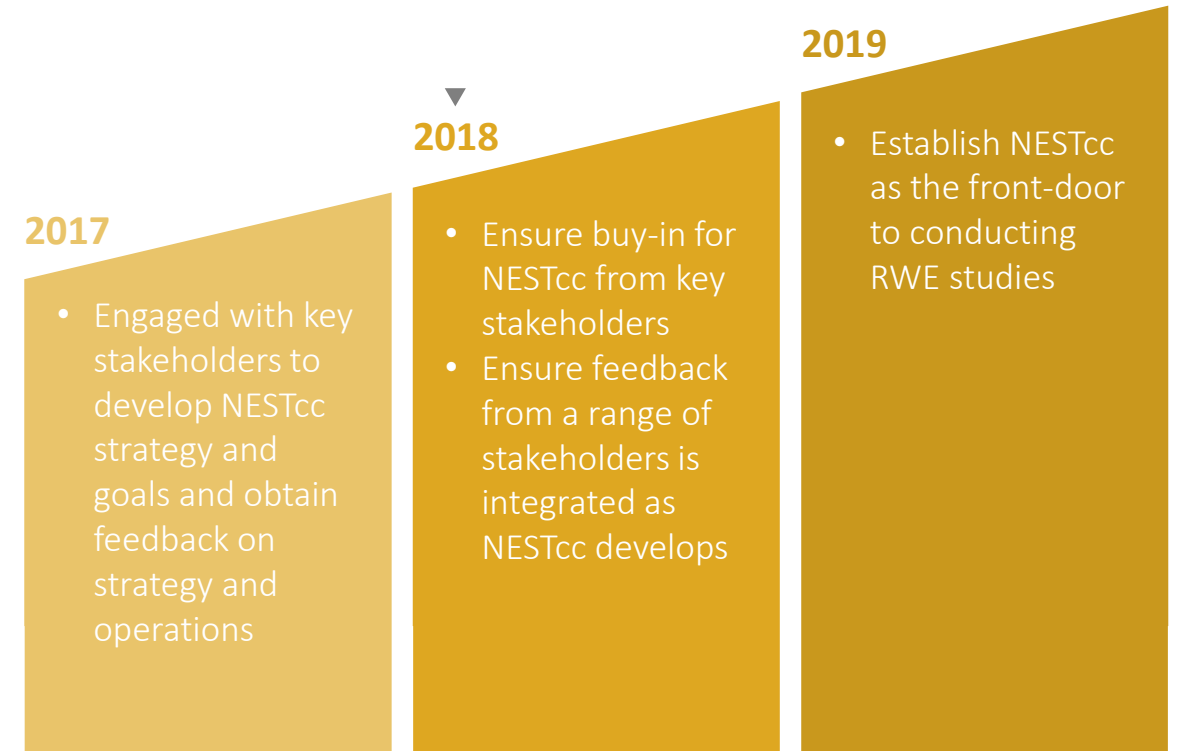 2017
• Engaged with key
stakeholders to
develop NESTcc
strategy and
goals and obtain
feedback on
strategy and
operations
2018
• Ensure buy-in for
NESTcc from key
stakeholders
• Ensure feedback
from a range of
stakeholders is
integrated as
NESTcc develops
2019
• Establish NESTcc
as the front-door
to conducting
RWE studies